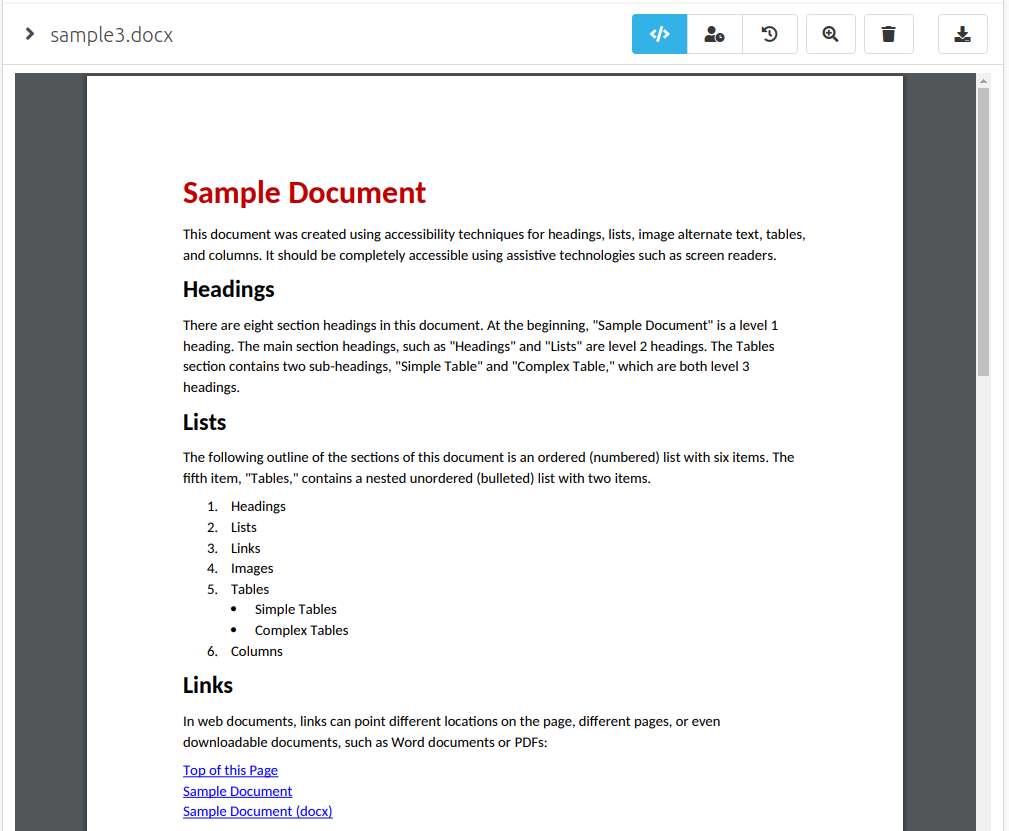 sample3.docx
Sample Document
This document was created using accessibility techniques for headings, lists, image alternate text, tables,
and columns. It should be completely accessible using assistive technologies such as screen readers.
Headings
There are eight section headings in this document. At the beginning, "Sample Document" is a level 1
heading. The main section headings, such as "Headings" and "Lists" are level 2 headings. The Tables
section contains two sub-headings, "Simple Table" and "Complex Table," which are both level 3
headings.
Lists
The following outline of the sections of this document is an ordered (numbered) list with six items. The
fifth item, "Tables," contains a nested unordered (bulleted) list with two items.
1. Headings
2. Lists
3. Links
4. Images
5. Tables
• Simple Tables
• Complex Tables
6. Columns
Links
In web documents, links can point different locations on the page, different pages, or even
downloadable documents, such as Word documents or PDFs:
Top of this Page
Sample Document
Sample Document (docx)